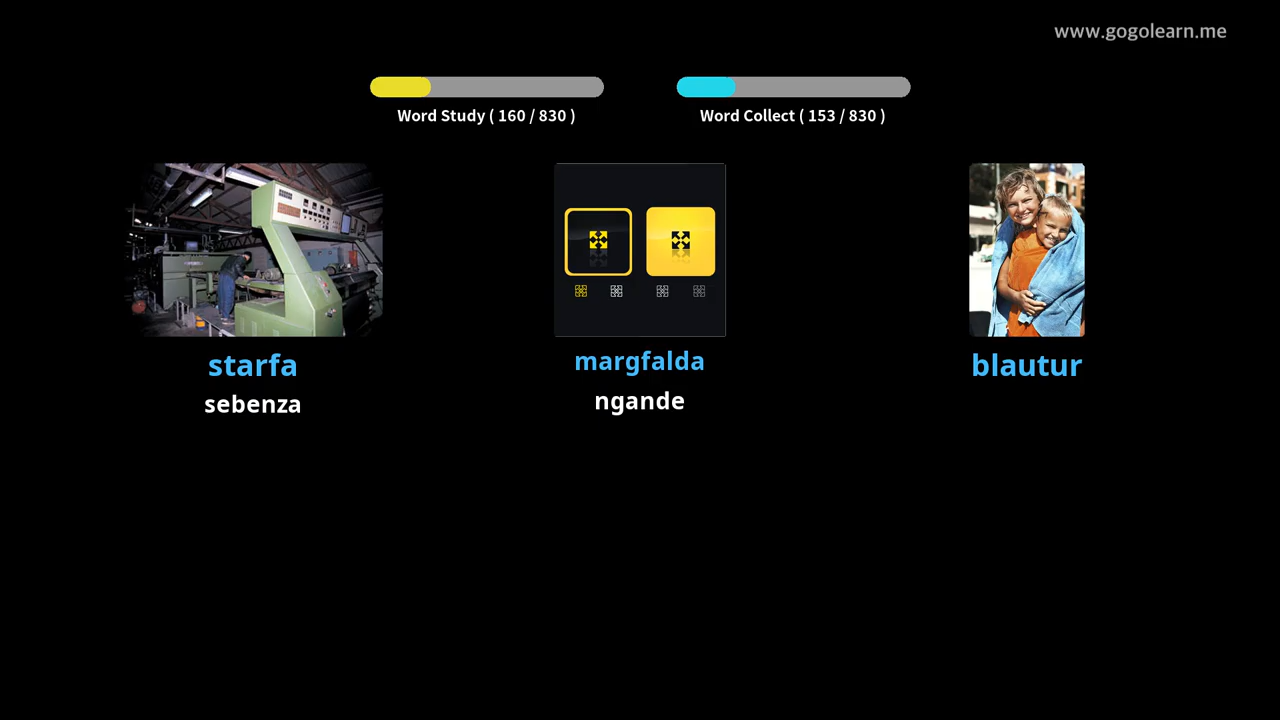 www.gogolearn.me
Word Study ( 160 / 830 )
Word Collect ( 153 / 830 )
starfa
sebenza
margfalda
ngande
blautur